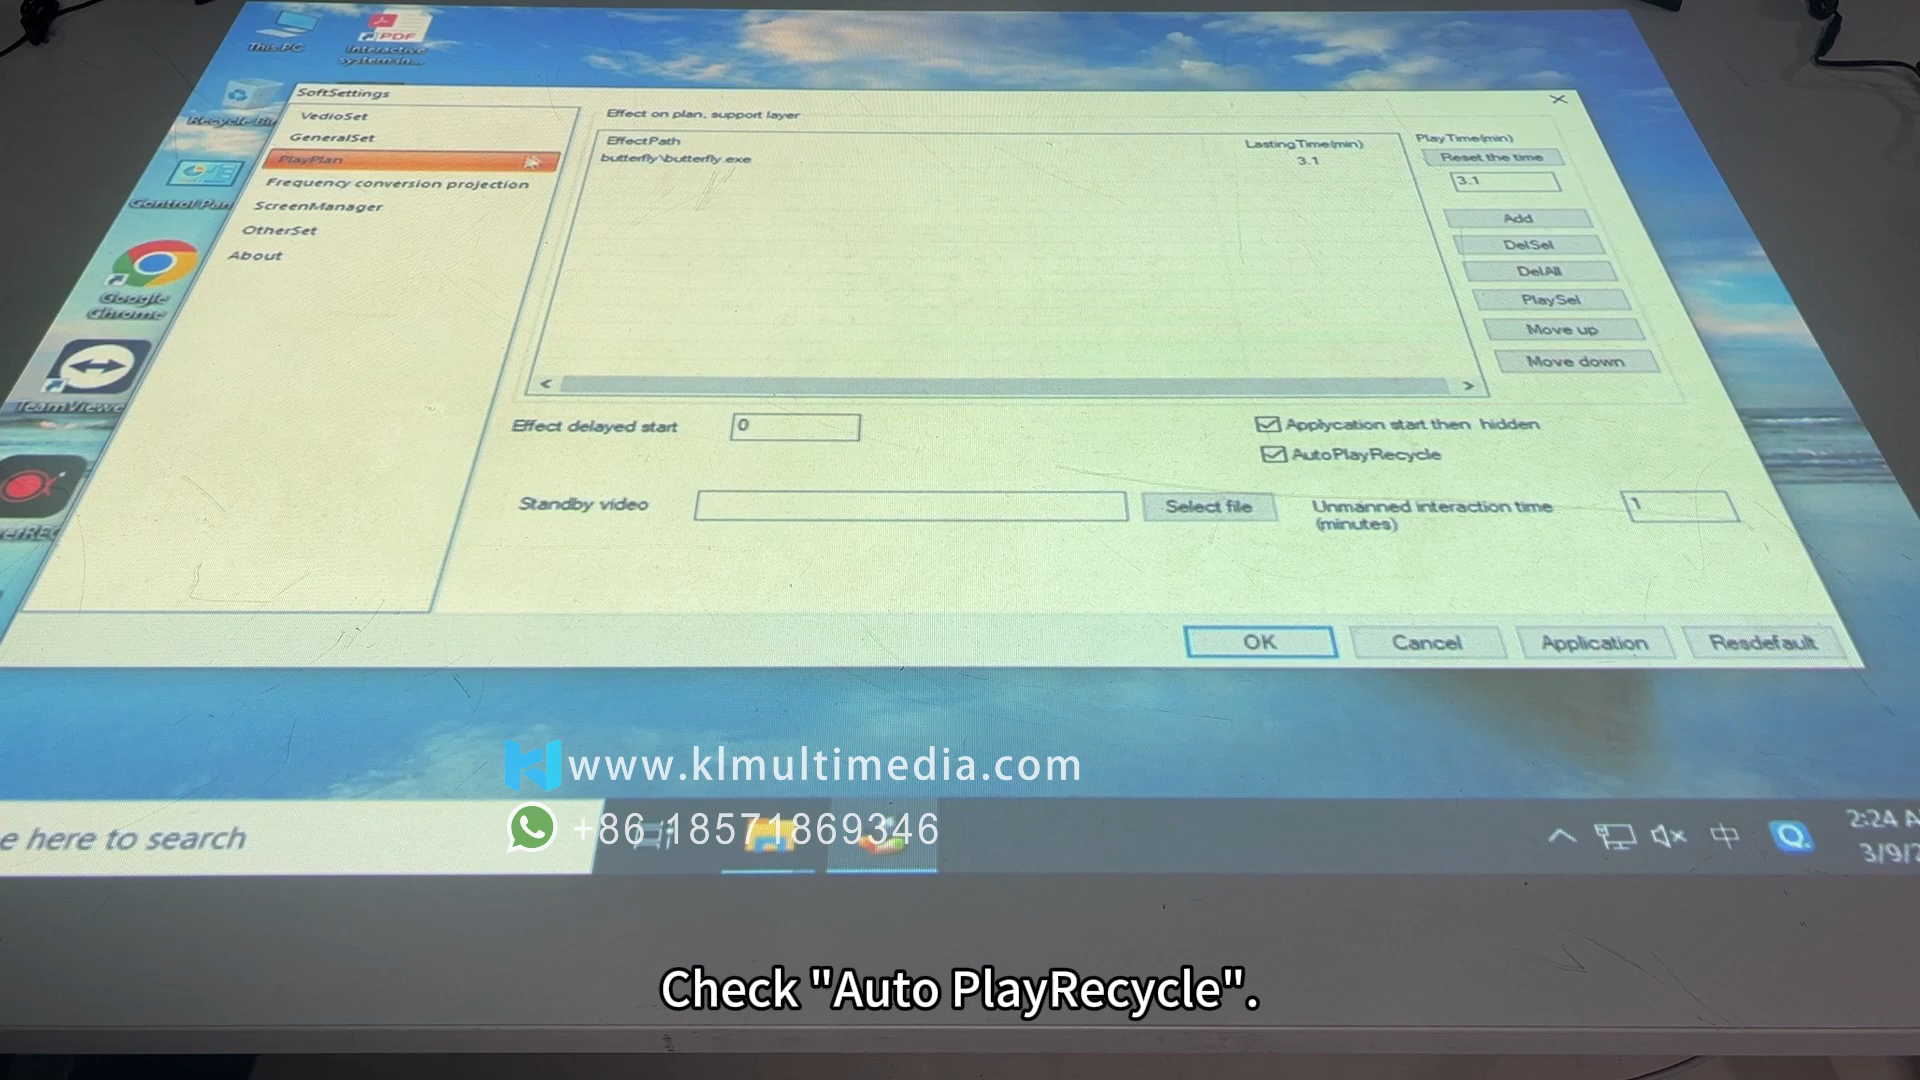 This PC
PDF
Interactive
system in...
Recycle Bin
Control Pan
Google
Chrome
TeamViewe
SoftSettings
VedioSet
GeneralSet
PlayPlan
Frequency conversion projection
ScreenManager
OtherSet
About
Effect on plan, support layer
EffectPath
LastingTime(min)
butterfly\butterfly.exe
3.1
PlayTime(min)
Reset the time
3.1
Add
DelSel
DelAll
PlaySel
Move up
Move down
Effect delayed start
0
Applycation start then hidden
AutoPlayRecycle
Standby video
Select file
Unmanned interaction time
(minutes)
1
OK
Cancel
Application
Resdefault
www.klmultimedia.com
+86 18571869346
e here to search
中
2:24 A
3/9/2
Check "Auto PlayRecycle".